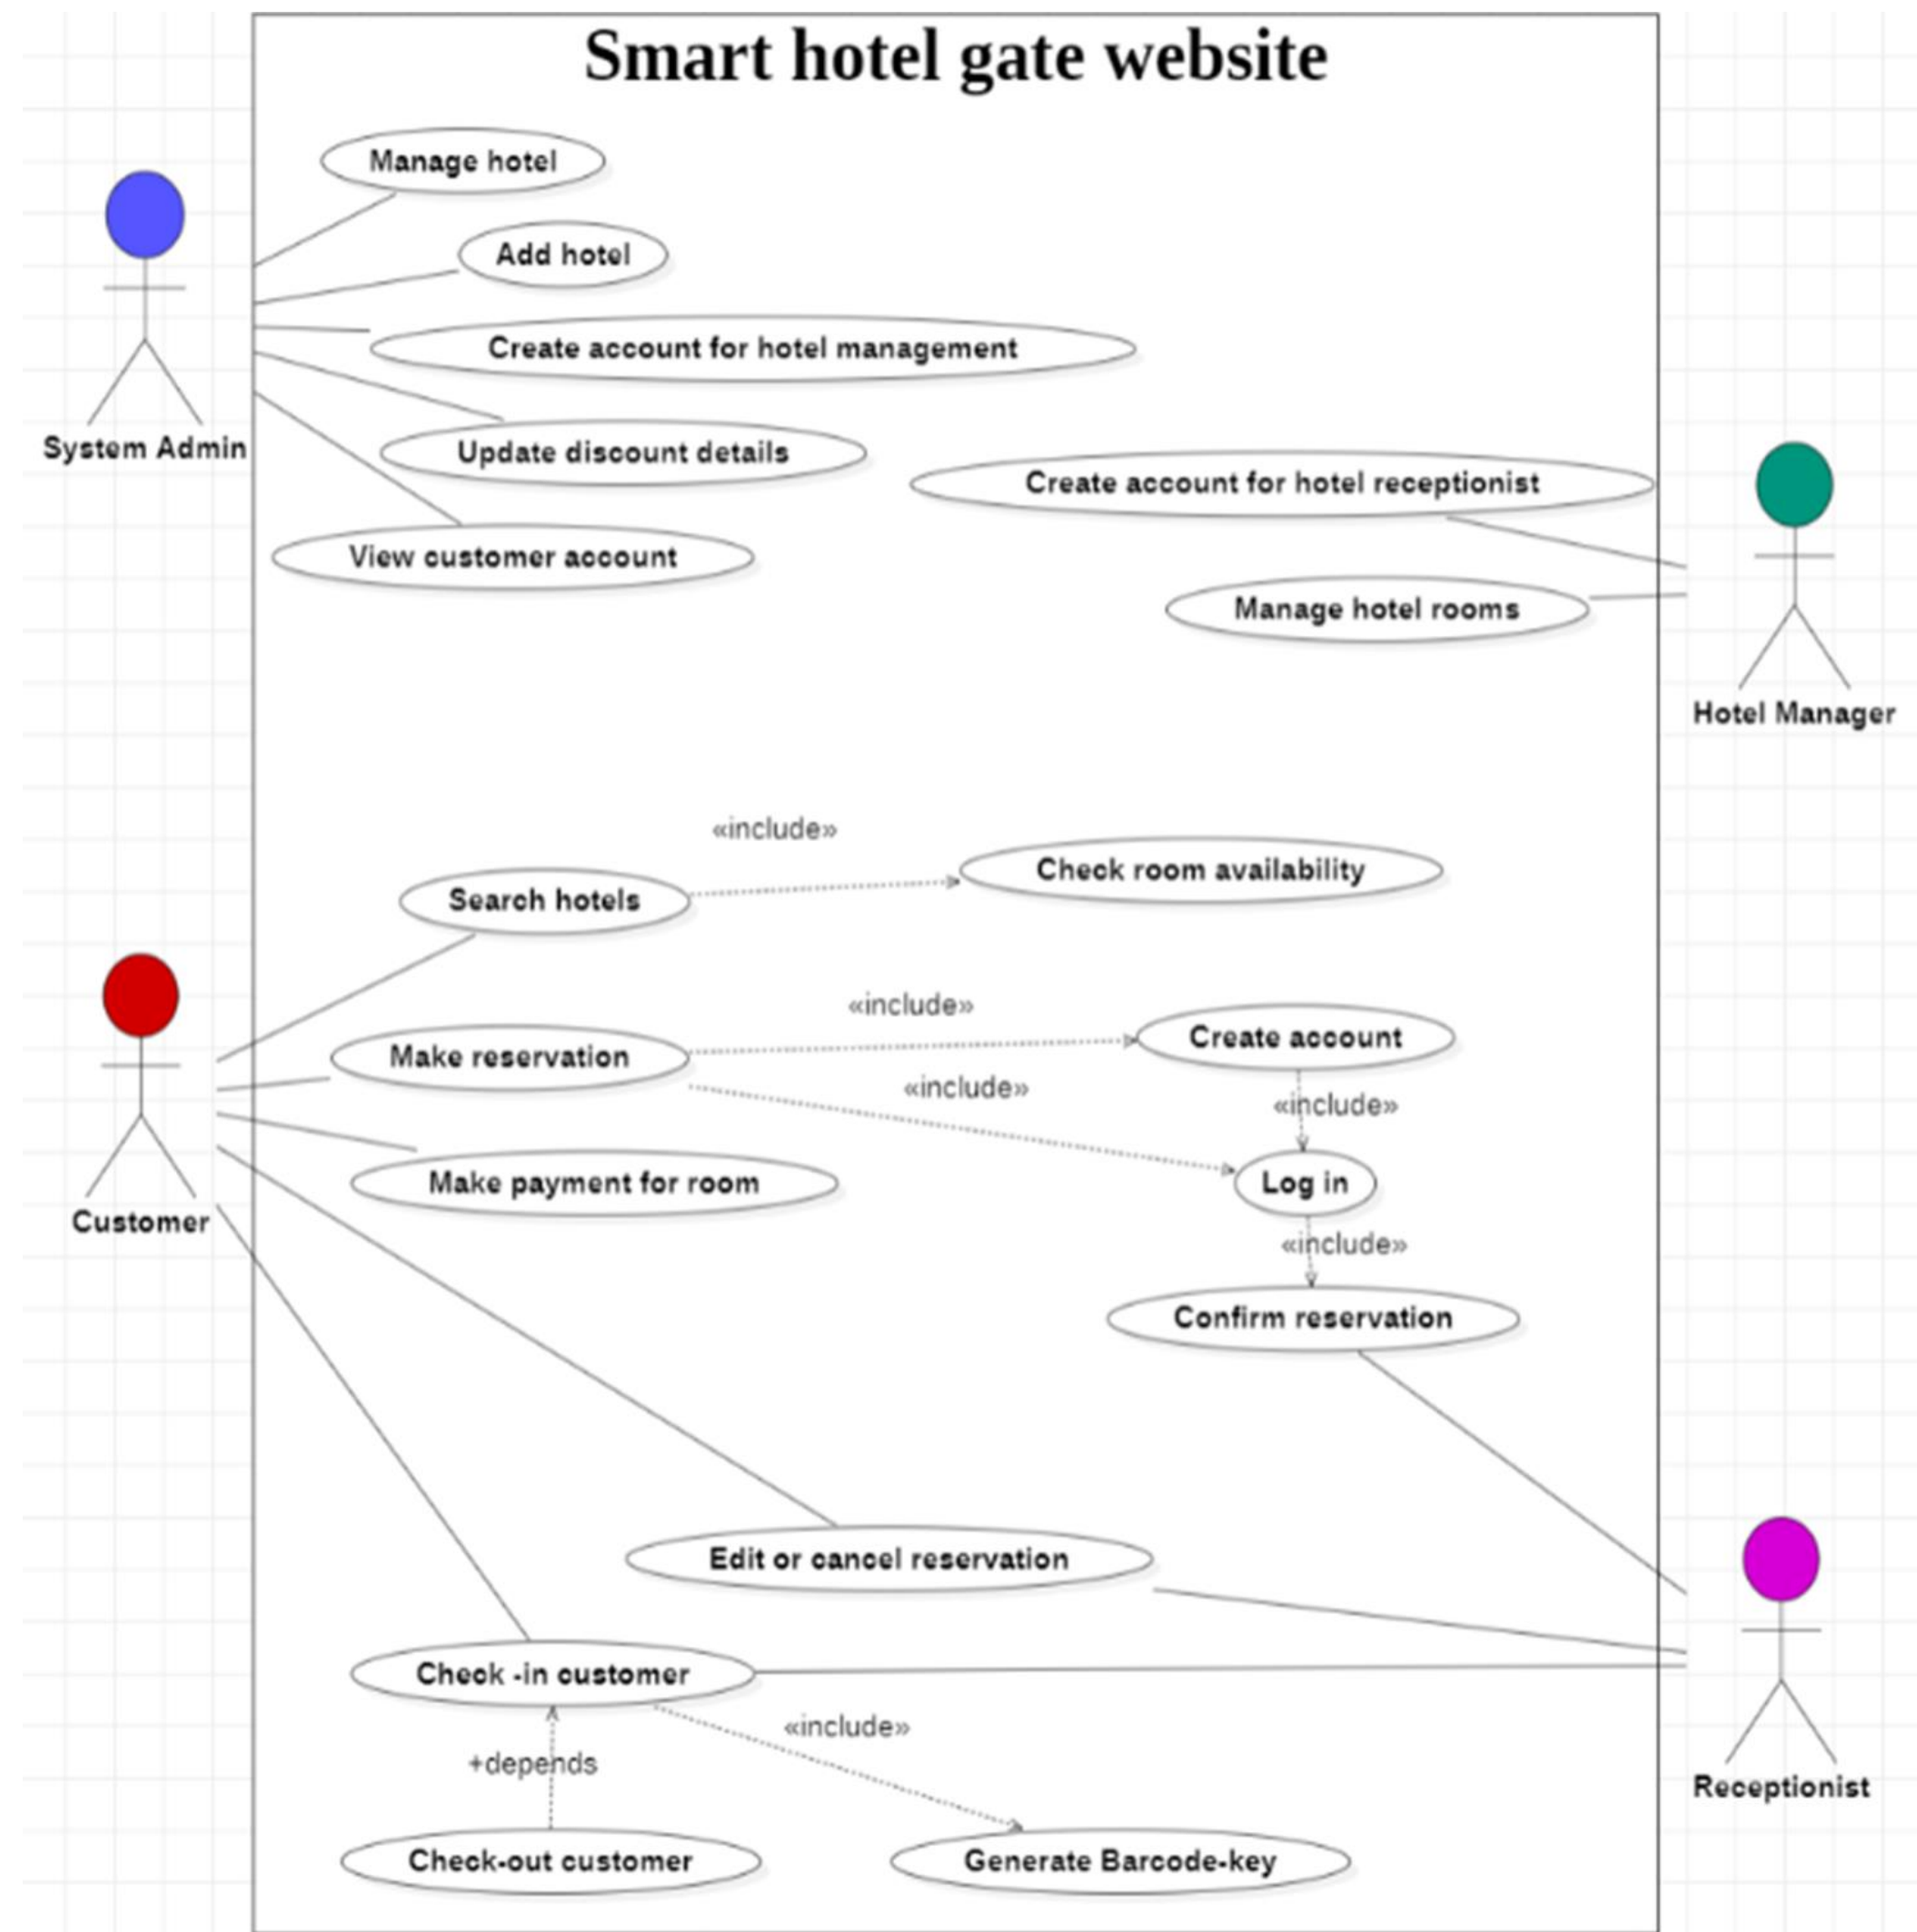 Smart hotel gate website
Manage hotel
Add hotel
Create account for hotel management
System Admin
Update discount details
Create account for hotel receptionist
View customer account
Manage hotel rooms
Hotel Manager
«include»
Check room availability
Search hotels
«include»
Create account
Make reservation
«include»
«include»
Make payment for room
Log in
Customer
«include»
Confirm reservation
Edit or cancel reservation
Check -in customer
«include»
+depends
Receptionist
Check-out customer
Generate Barcode-key